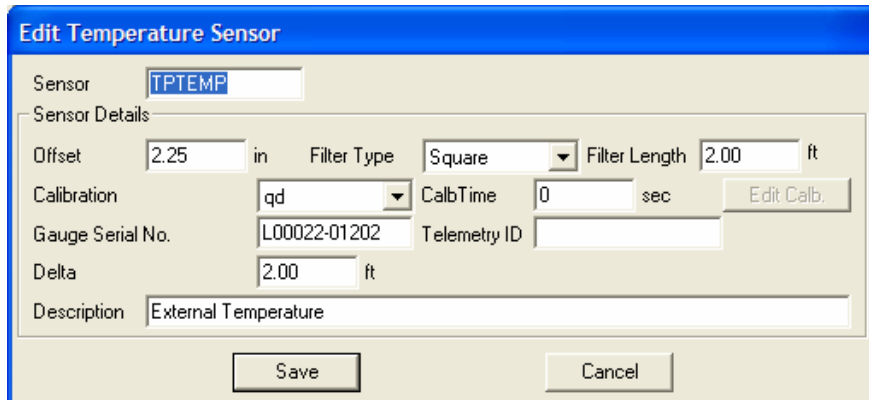 Edit Temperature Sensor
Sensor TPTEMP
Sensor Details
Offset 2.25 in Filter Type Square Filter Length 2.00 ft
Calibration qd CalbTime 0 sec Edit Calb.
Gauge Serial No. L00022-01202 Telemetry ID
Delta 2.00 ft
Description External Temperature
Save Cancel